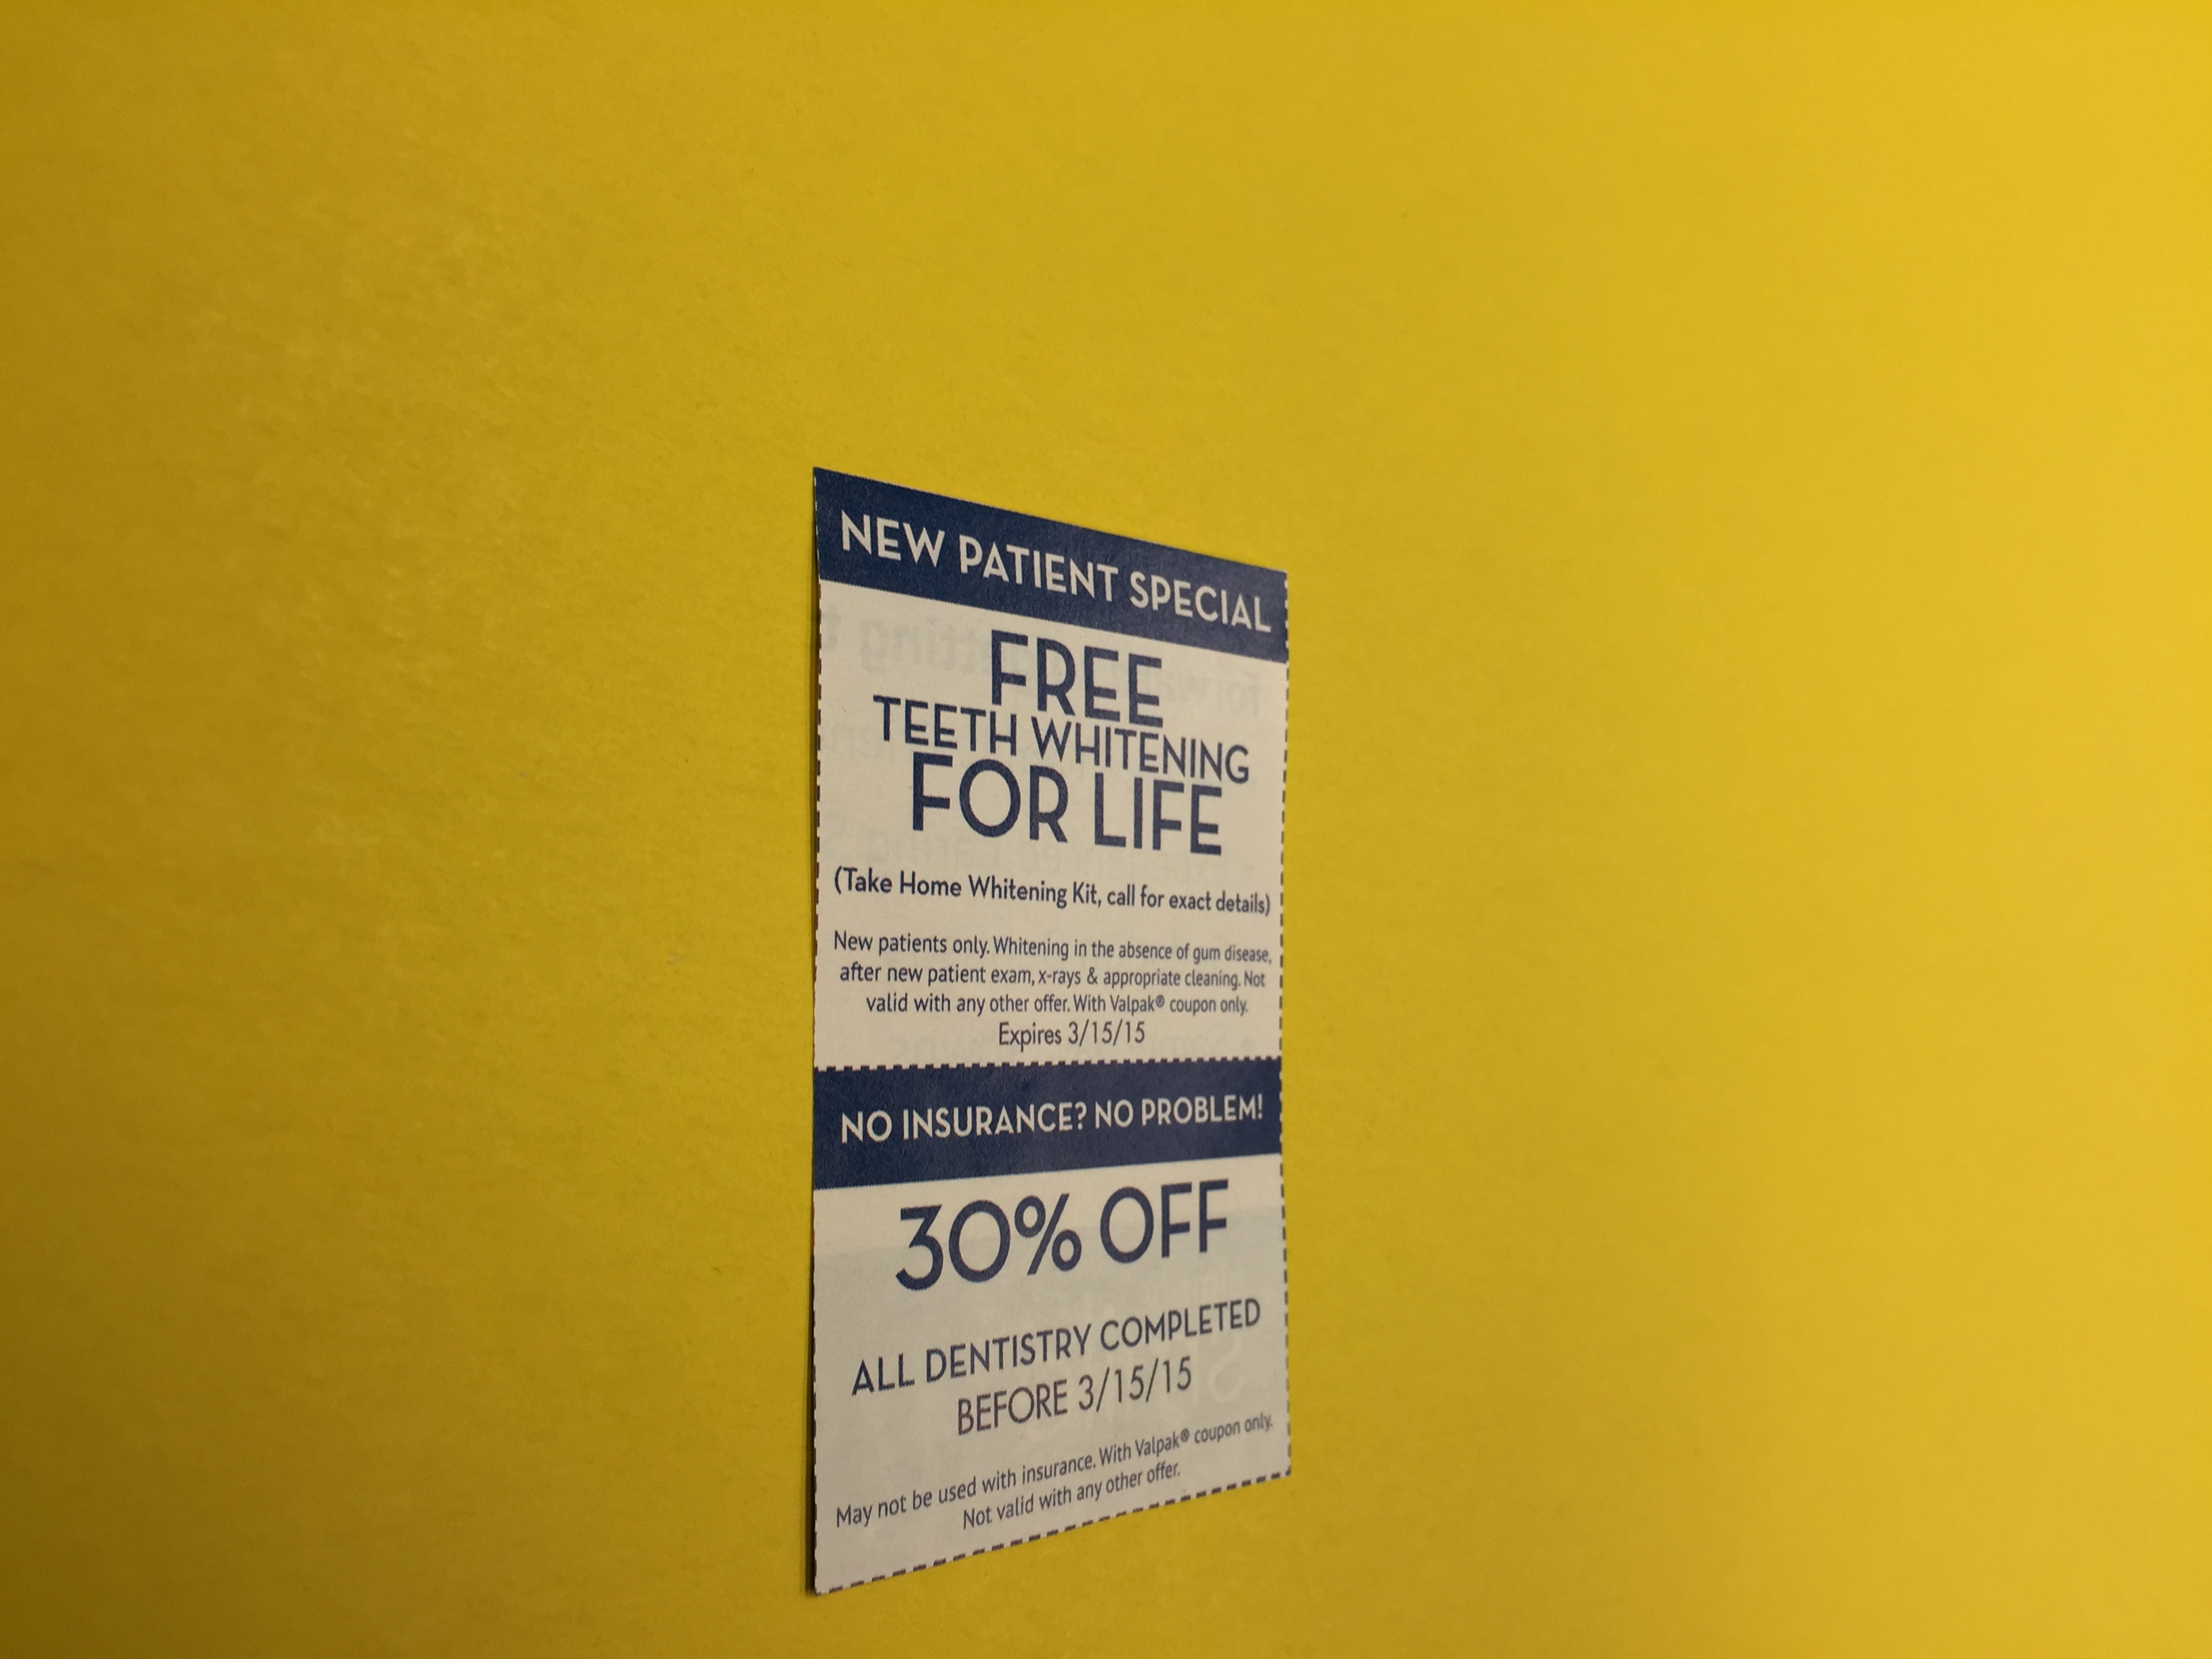 NEW PATIENT SPECIAL
FREE
TEETH WHITENING
FOR LIFE
(Take Home Whitening Kit, call for exact details)
New patients only. Whitening in the absence of gum disease,
after new patient exam, x-rays & appropriate cleaning. Not
valid with any other offer. With Valpak® coupon only.
Expires 3/15/15
NO INSURANCE? NO PROBLEM!
30% OFF
ALL DENTISTRY COMPLETED
BEFORE 3/15/15
May not be used with insurance. With Valpak® coupon only.
Not valid with any other offer.